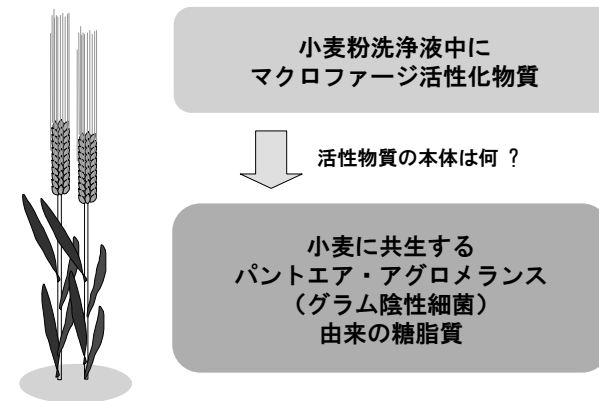 小麦粉洗浄液中に
マクロファージ活性化物質
活性物質の本体は何 ？
小麦に共生する
パントエア・アグロメランス
（グラム陰性細菌）
由来の糖脂質